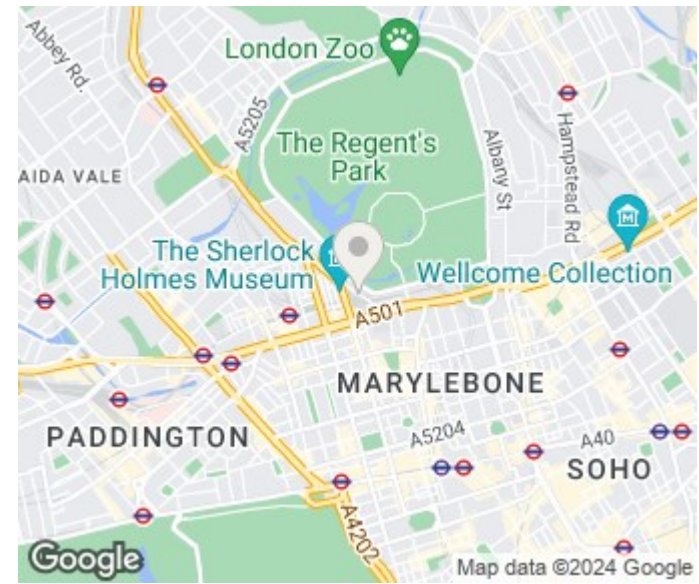 Abbey Rd.
London Zoo
A5205
The Regent's
Park
Albany St
Hampstead Rd
AIDA VALE
The Sherlock
Holmes Museum
Wellcome Collection
A501
MARYLEBONE
PADDINGTON
A5204
A40
SOHO
A4202
Google
Map data ©2024 Google